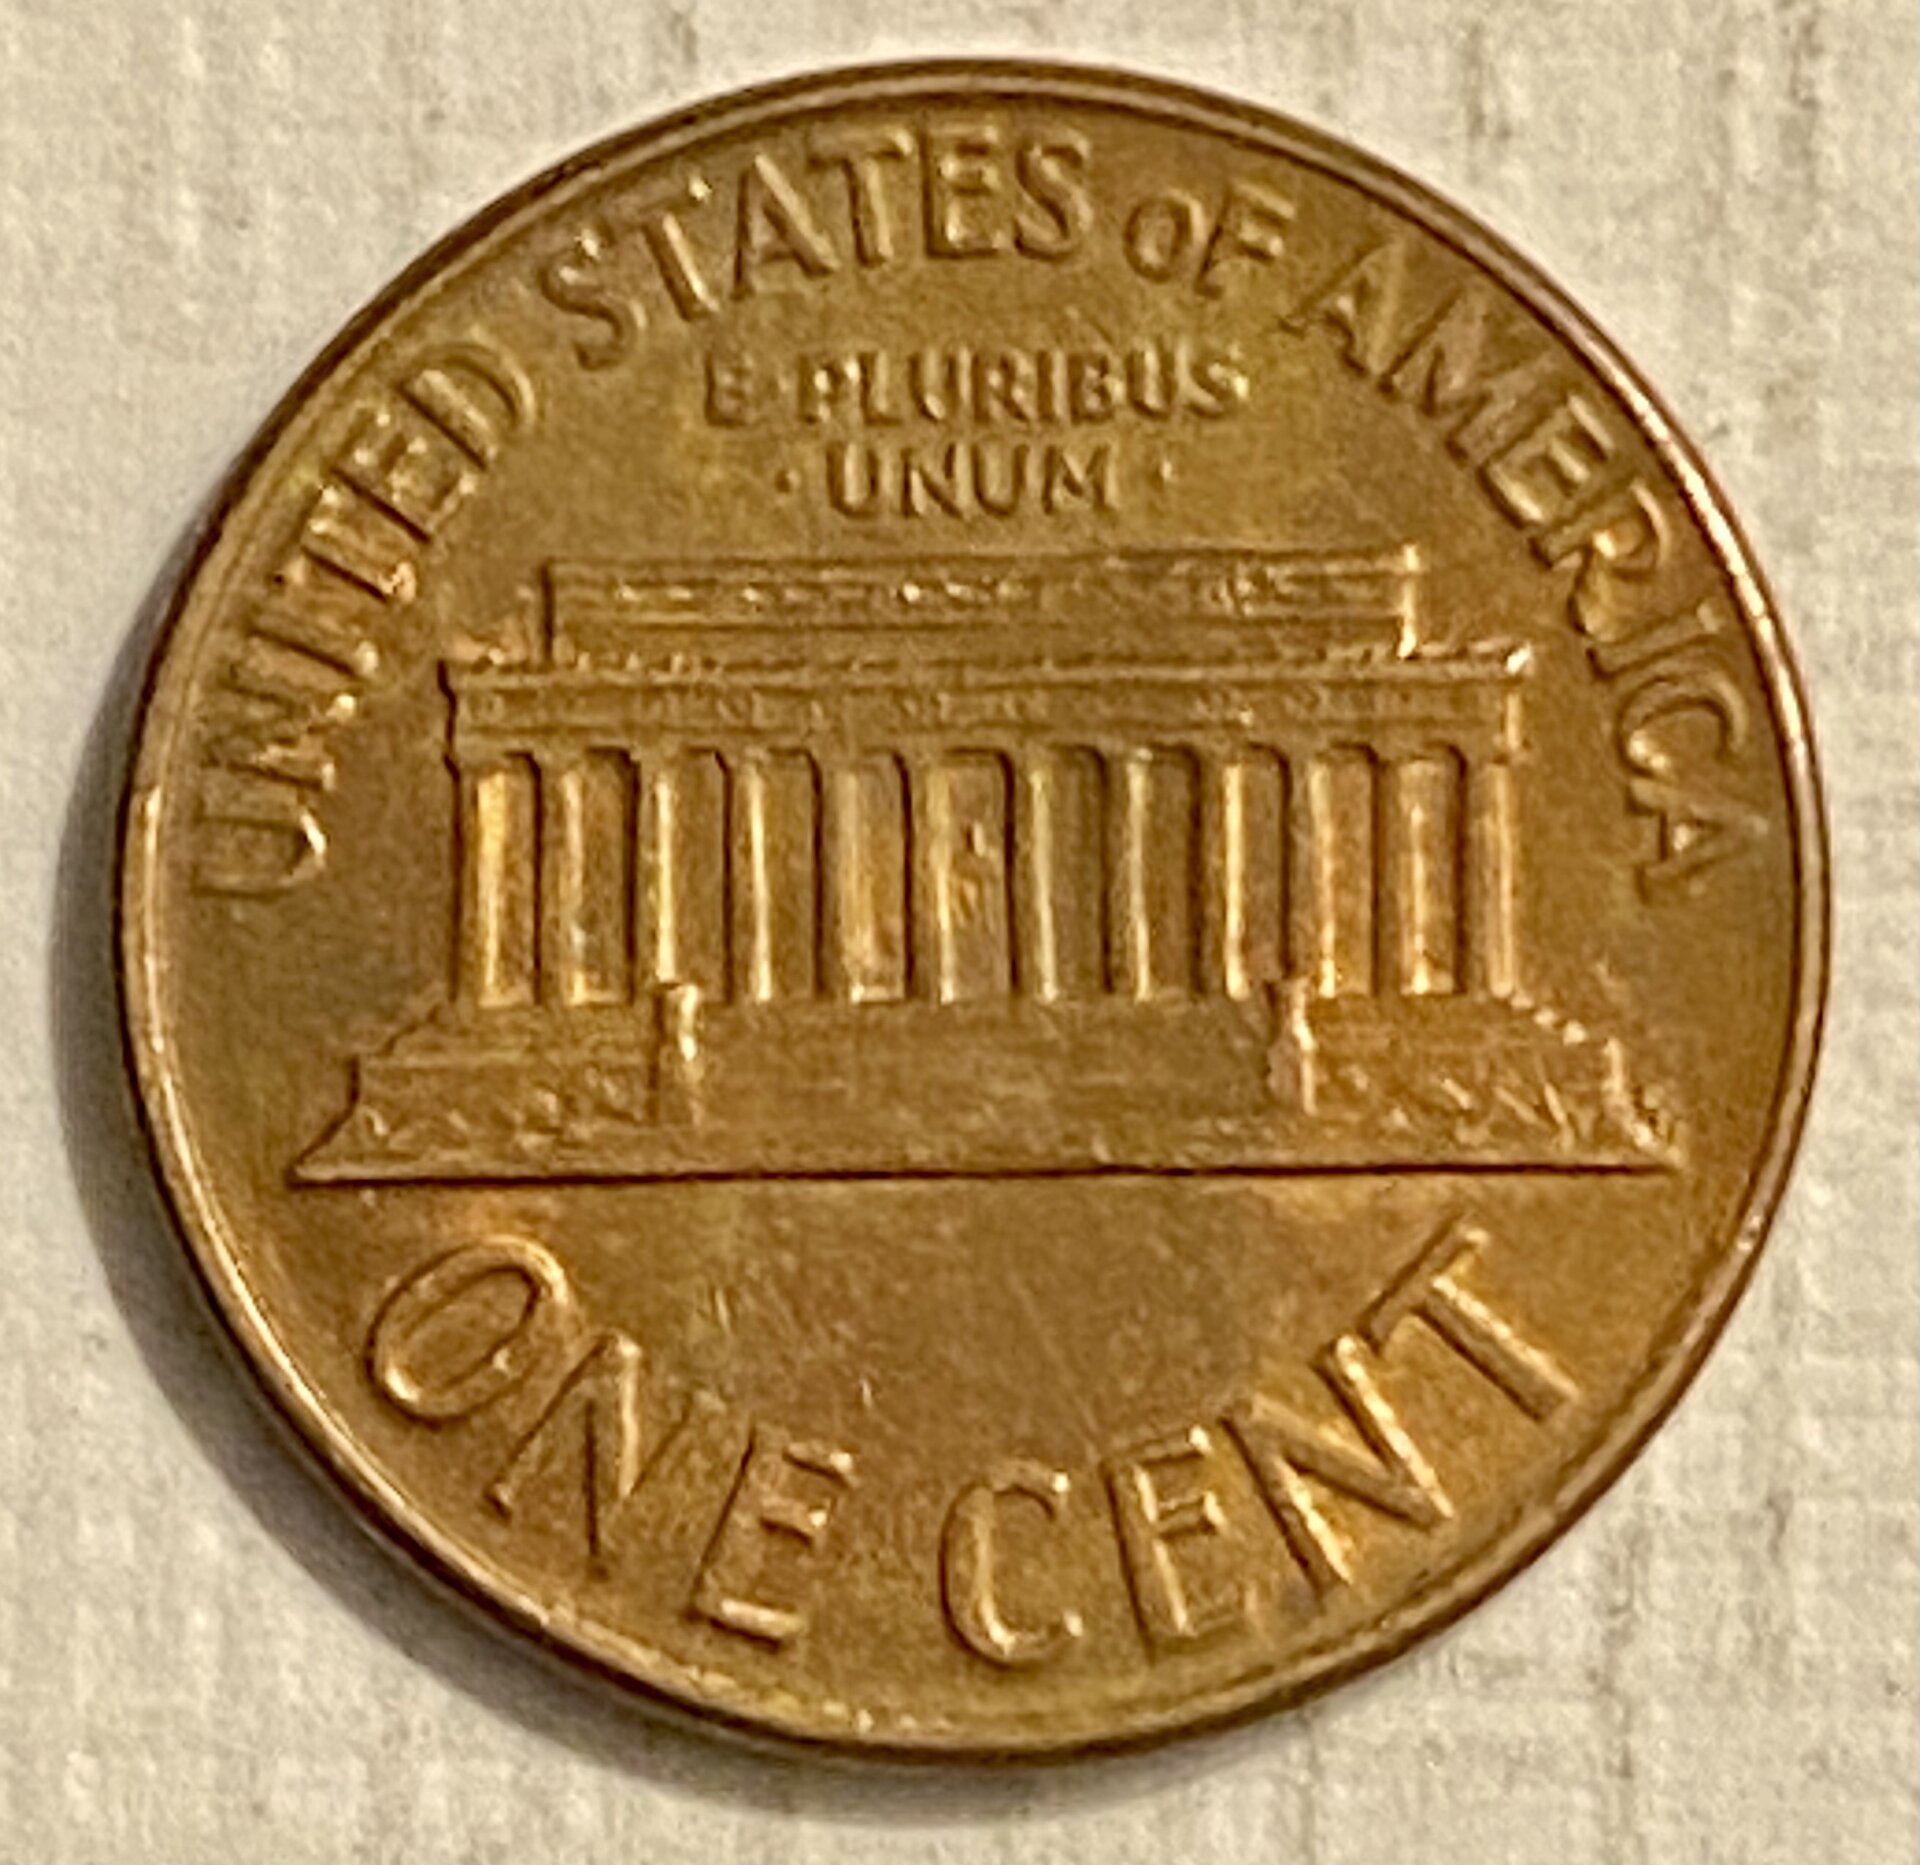 UNITED STATES OF AMERICA
E·PLURIBUS
·UNUM·
ONE CENT